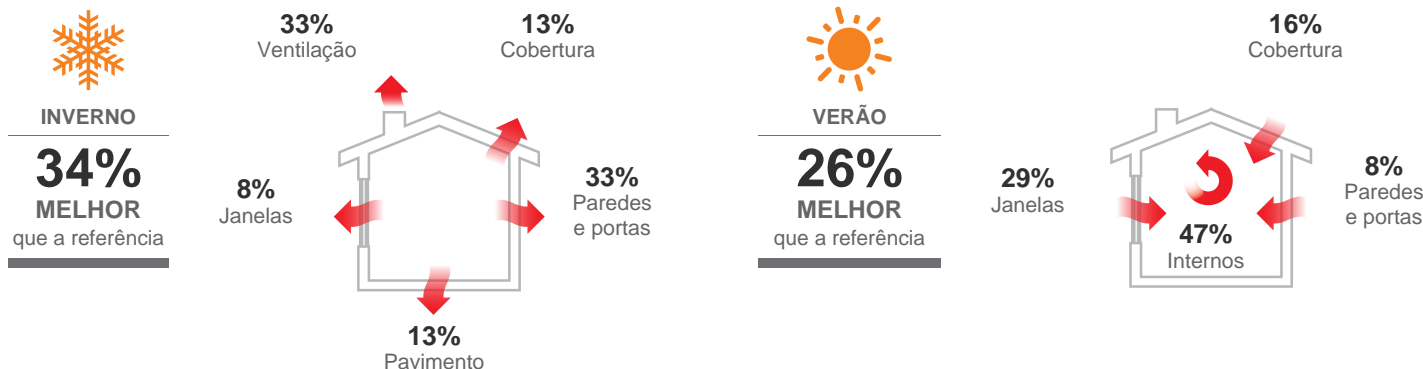 INVERNO
34%
MELHOR
que a referência
33%
Ventilação
13%
Cobertura
8%
Janelas
33%
Paredes
e portas
13%
Pavimento
VERÃO
26%
MELHOR
que a referência
16%
Cobertura
29%
Janelas
47%
Internos
8%
Paredes
e portas